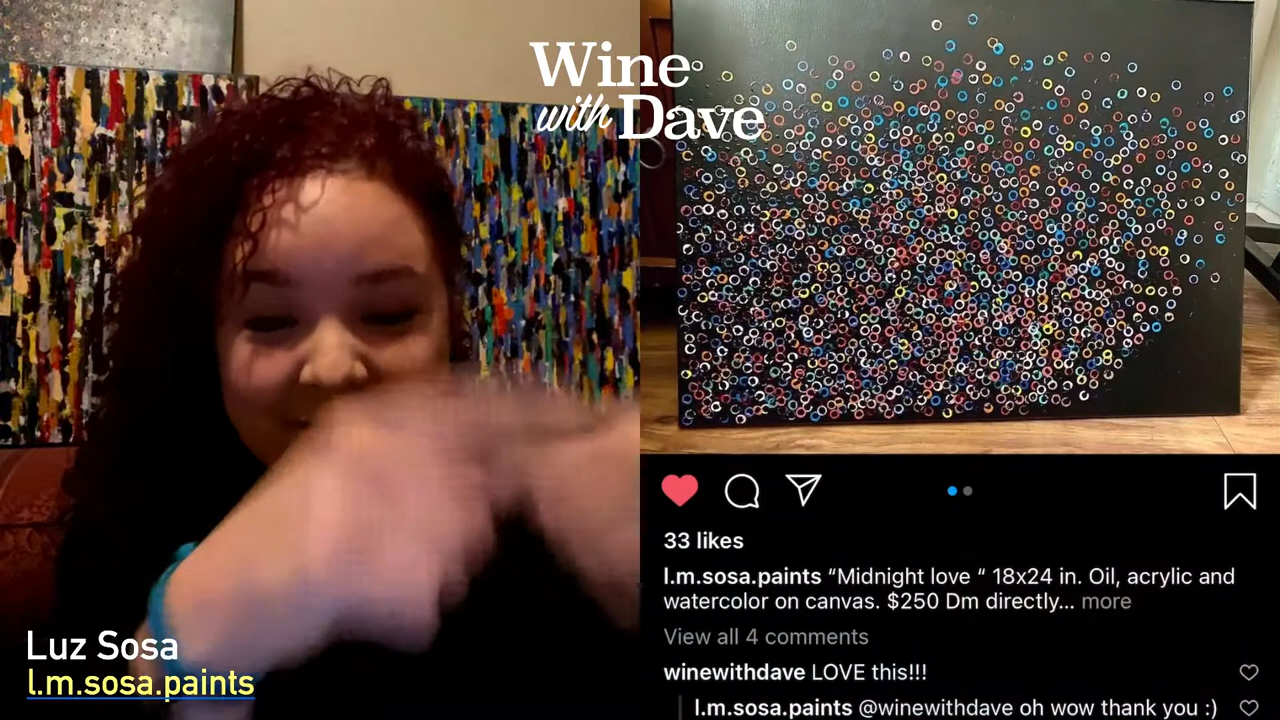 Wine
with Dave
33 likes
l.m.sosa.paints “Midnight love “ 18x24 in. Oil, acrylic and
watercolor on canvas. $250 Dm directly... more
View all 4 comments
winewithdave LOVE this!!!
l.m.sosa.paints @winewithdave oh wow thank you :)
Luz Sosa
l.m.sosa.paints